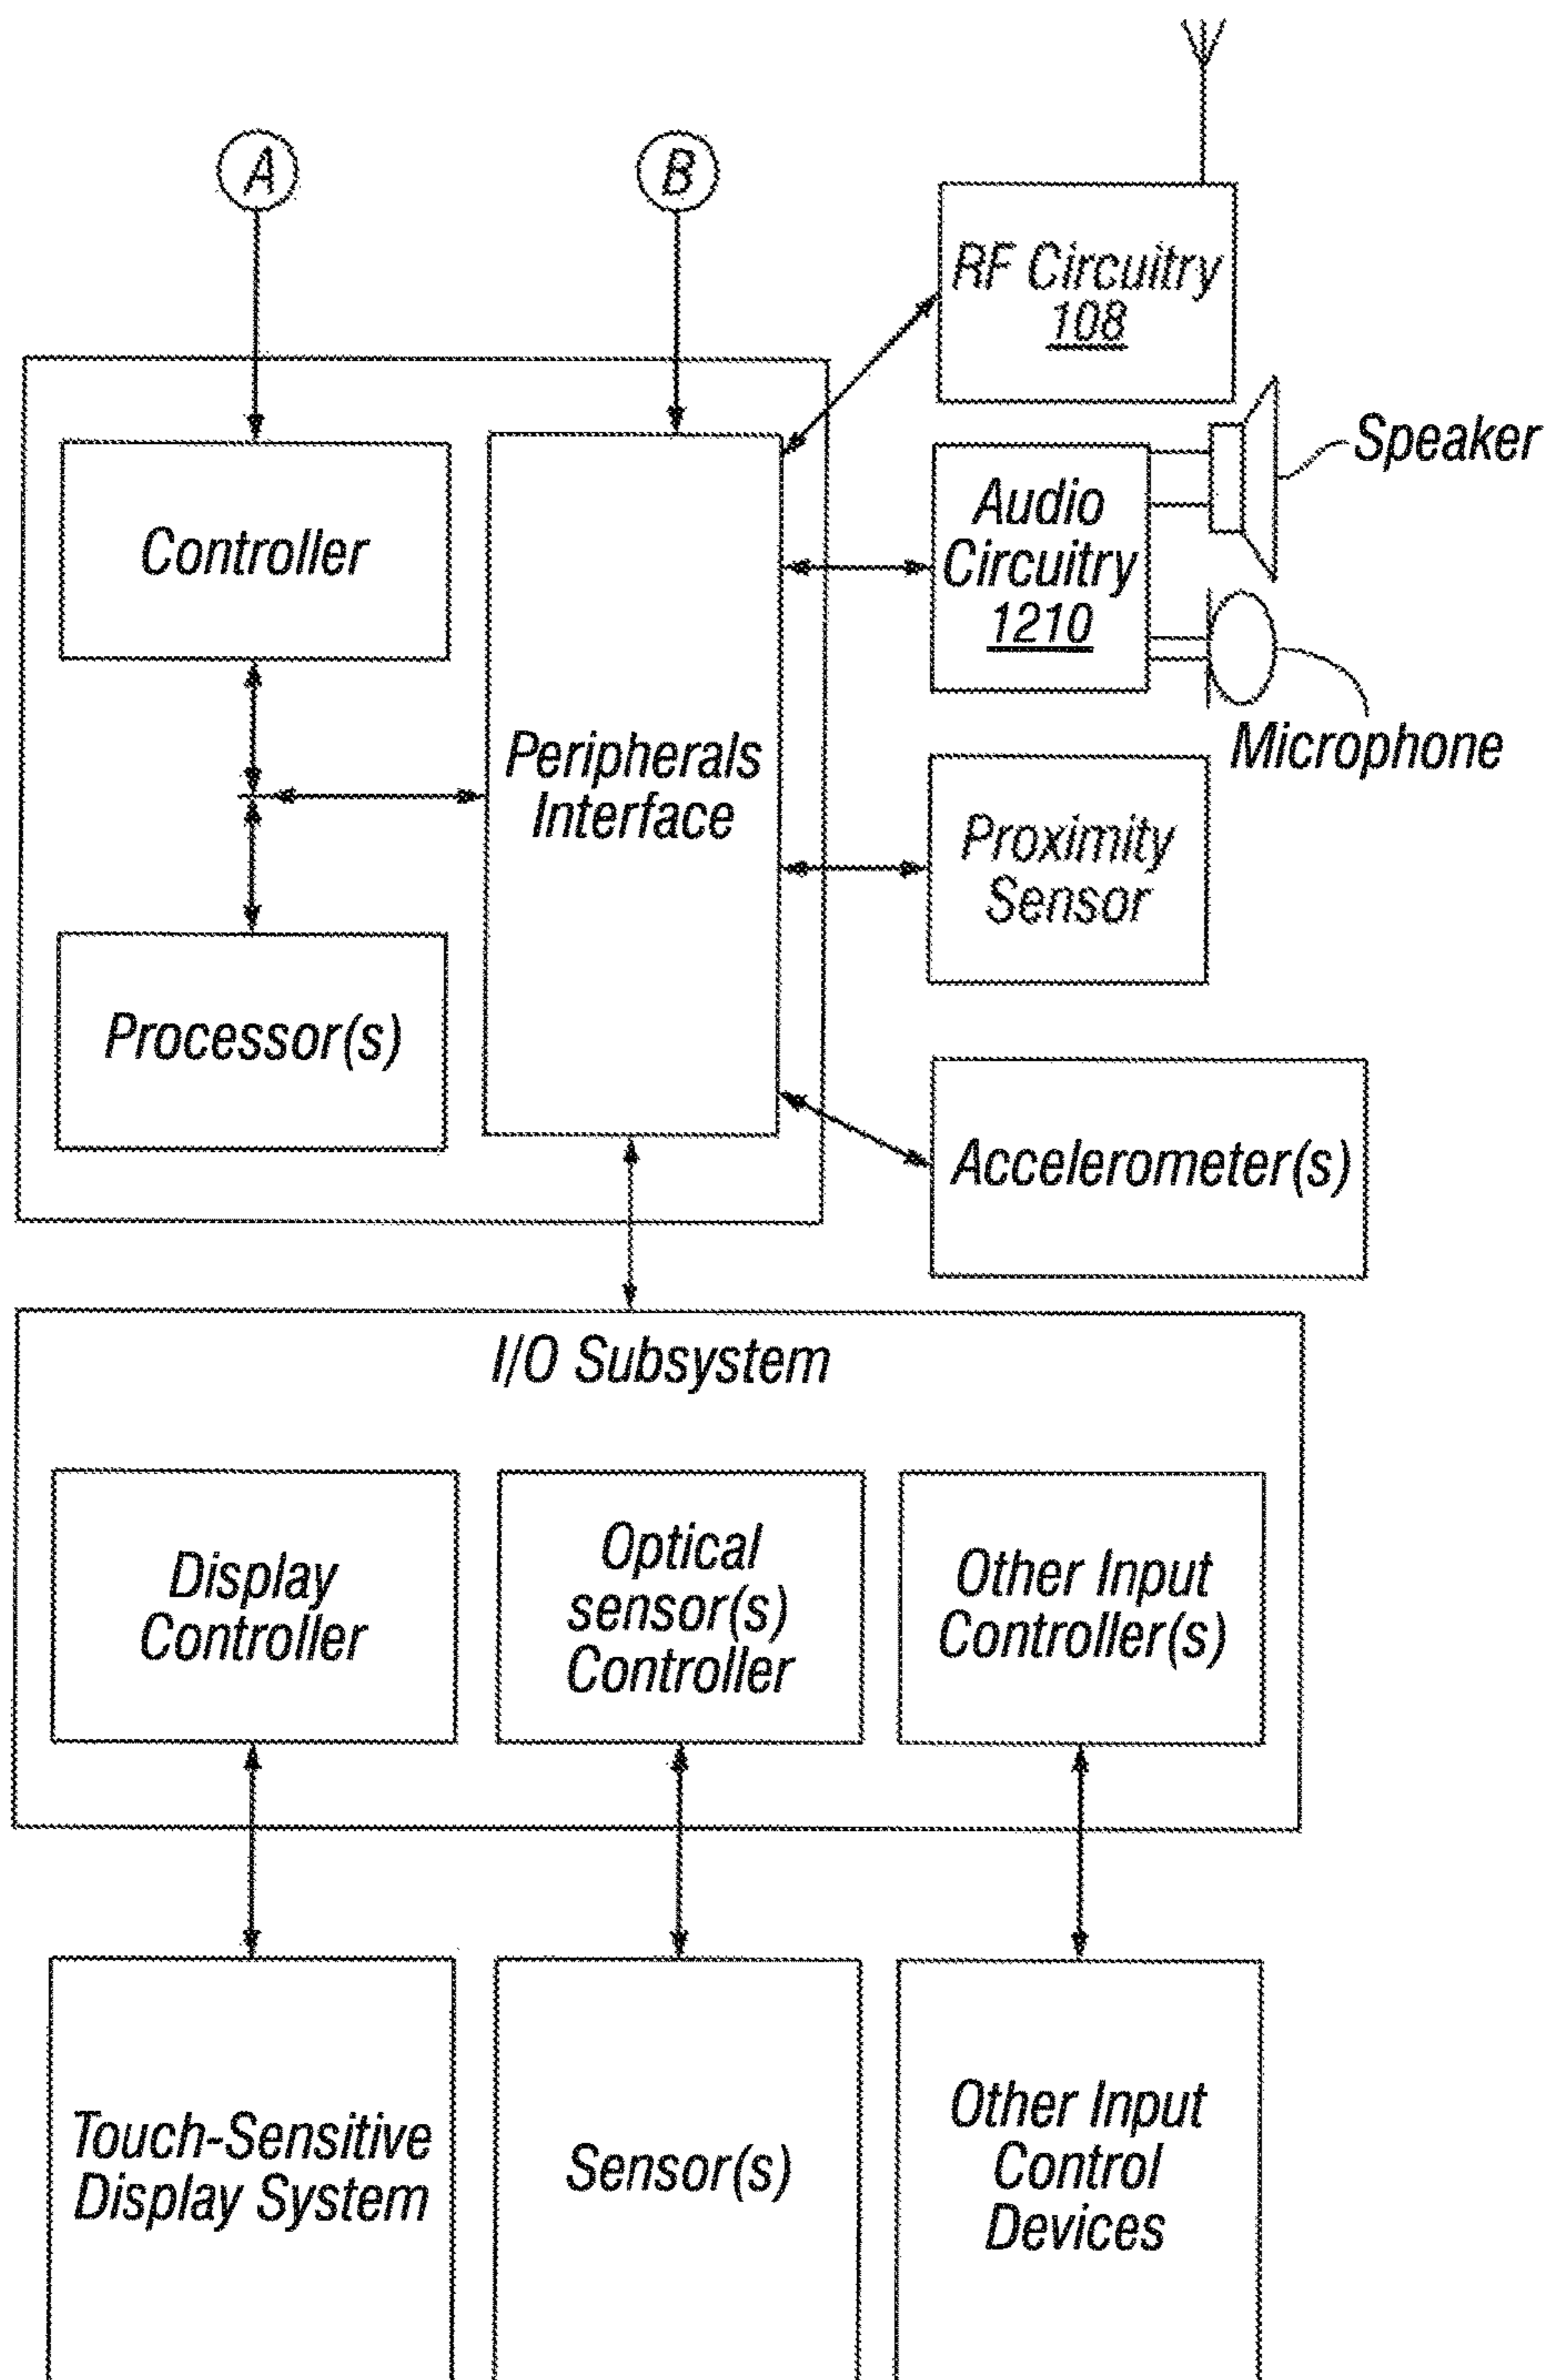 A
B
RF Circuitry
108
Speaker
Controller
Audio
Circuitry
1210
Microphone
Peripherals
Interface
Proximity
Sensor
Processor(s)
Accelerometer(s)
I/O Subsystem
Display
Controller
Optical
sensor(s)
Controller
Other Input
Controller(s)
Touch-Sensitive
Display System
Sensor(s)
Other Input
Control
Devices